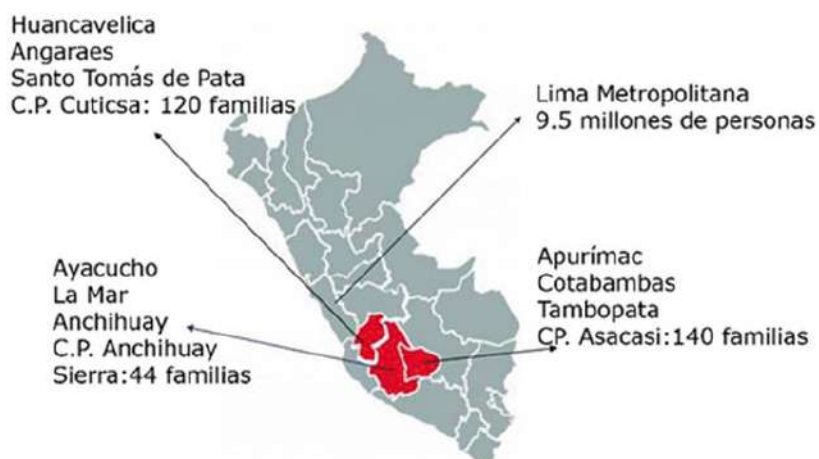 Huancavelica
Angaraes
Santo Tomás de Pata
C.P. Cuticsa: 120 familias
Lima Metropolitana
9.5 millones de personas
Ayacucho
La Mar
Anchihuay
C.P. Anchihuay
Sierra:44 familias
Apurímac
Cotabambas
Tambopata
CP. Asacasi:140 familias